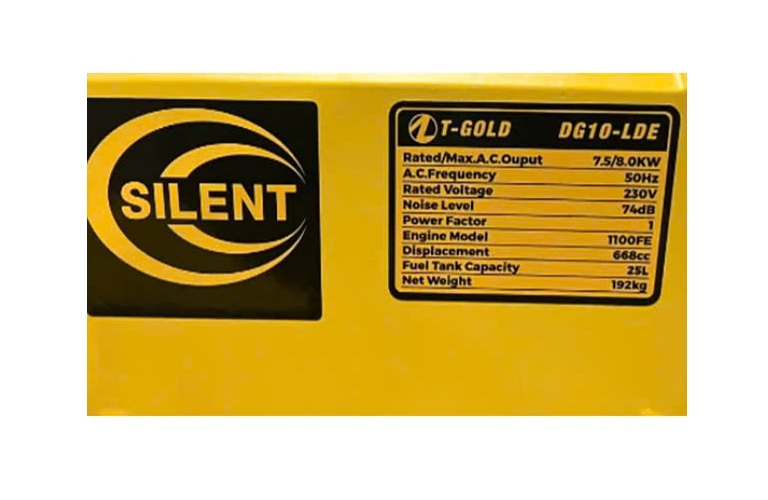 SILENT
T-GOLD DG10-LDE
Rated/Max.A.C.Ouput 7.5/8.0KW
A.C.Frequency 50Hz
Rated Voltage 230V
Noise Level 74dB
Power Factor 1
Engine Model 1100FE
Displacement 668cc
Fuel Tank Capacity 25L
Net Weight 192kg